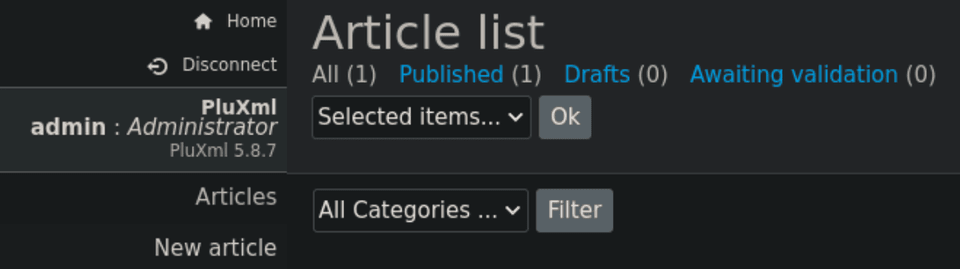 Home
Disconnect
PluXml
admin : Administrator
PluXml 5.8.7
Articles
New article
Article list
All (1) Published (1) Drafts (0) Awaiting validation (0)
Selected items... Ok
All Categories ... Filter